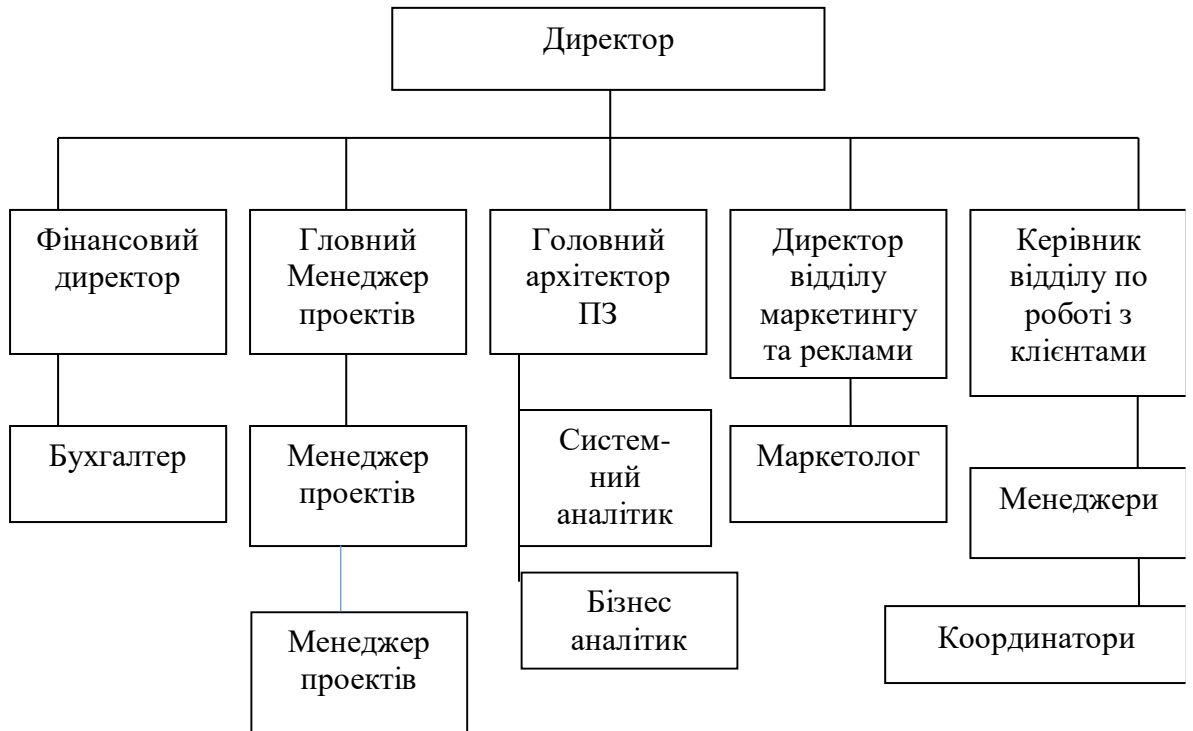 Директор
Фінансовий
директор
Гловний
Менеджер
проектів
Головний
архітектор
ПЗ
Директор
відділу
маркетингу
та реклами
Керівник
відділу по
роботі з
клієнтами
Бухгалтер
Менеджер
проектів
Систем-
ний
аналітик
Маркетолог
Менеджери
Менеджер
проектів
Бізнес
аналітик
Координатори